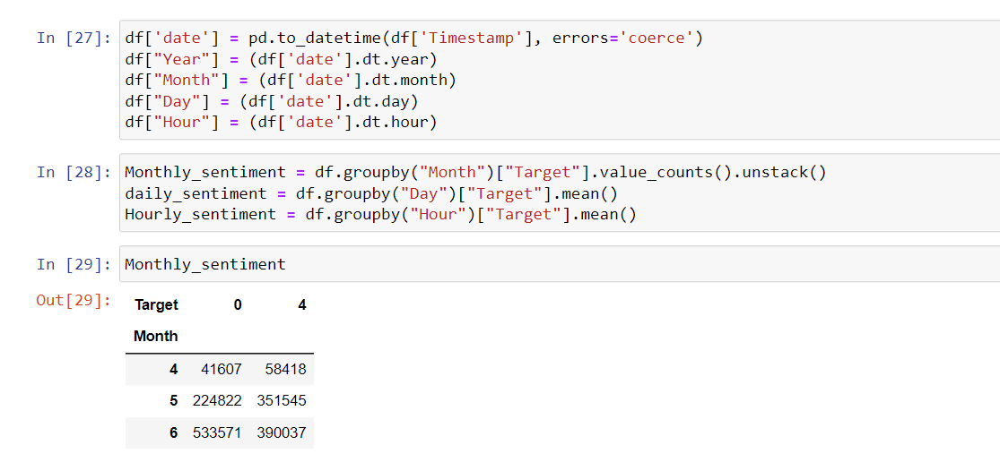 In [27]: df['date'] = pd.to_datetime(df['Timestamp'], errors='coerce')
df["Year"] = (df['date'].dt.year)
df["Month"] = (df['date'].dt.month)
df["Day"] = (df['date'].dt.day)
df["Hour"] = (df['date'].dt.hour)
In [28]: Monthly_sentiment = df.groupby("Month")["Target"].value_counts().unstack()
daily_sentiment = df.groupby("Day")["Target"].mean()
Hourly_sentiment = df.groupby("Hour")["Target"].mean()
In [29]: Monthly_sentiment
Out[29]: Target 0 4
Month
4 41607 58418
5 224822 351545
6 533571 390037